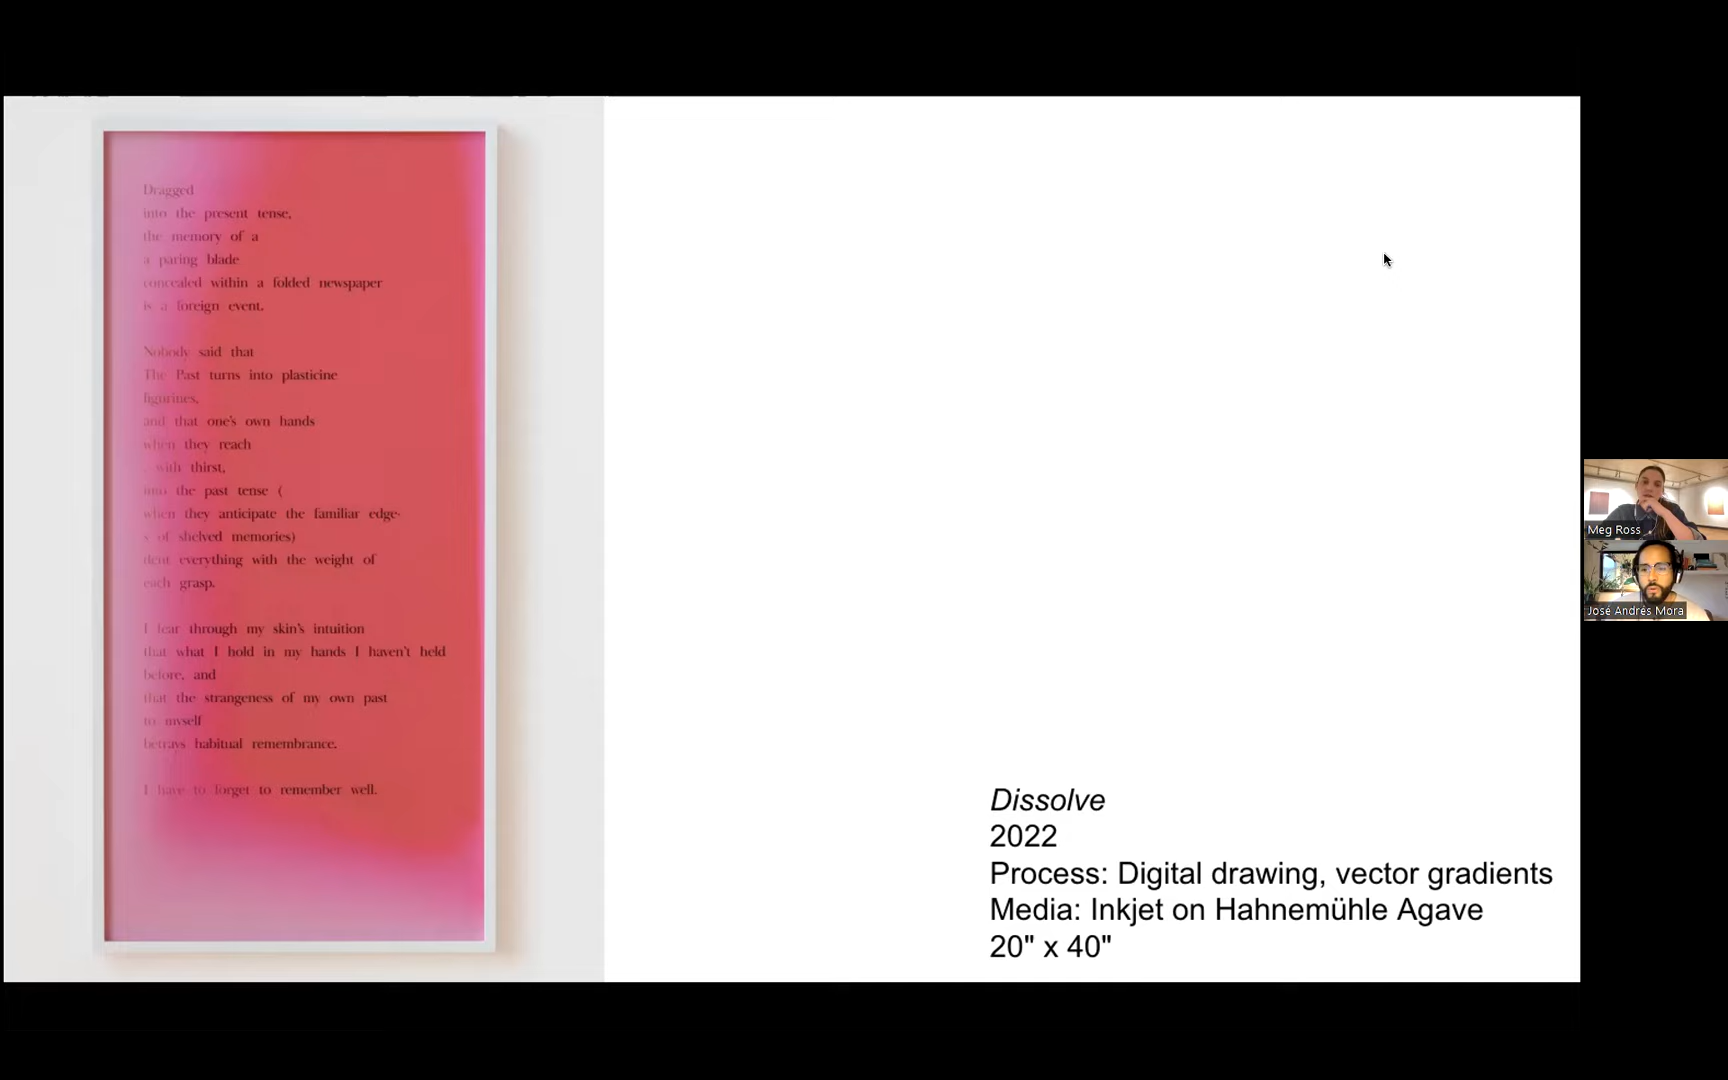 Dragged
into the present tense,
the memory of a
a paring blade
concealed within a folded newspaper
is a foreign event.
Nobody said that
The Past turns into plasticine
figurines,
and that one's own hands
when they reach
, with thirst,
into the past tense (
when they anticipate the familiar edge-
s of shelved memories)
dent everything with the weight of
each grasp.
I fear through my skin's intuition
that what I hold in my hands I haven't held
before, and
that the strangeness of my own past
to myself
betrays habitual remembrance.
I have to forget to remember well.
Dissolve
2022
Process: Digital drawing, vector gradients
Media: Inkjet on Hahnemühle Agave
20" x 40"
Meg Ross
José Andrés Mora